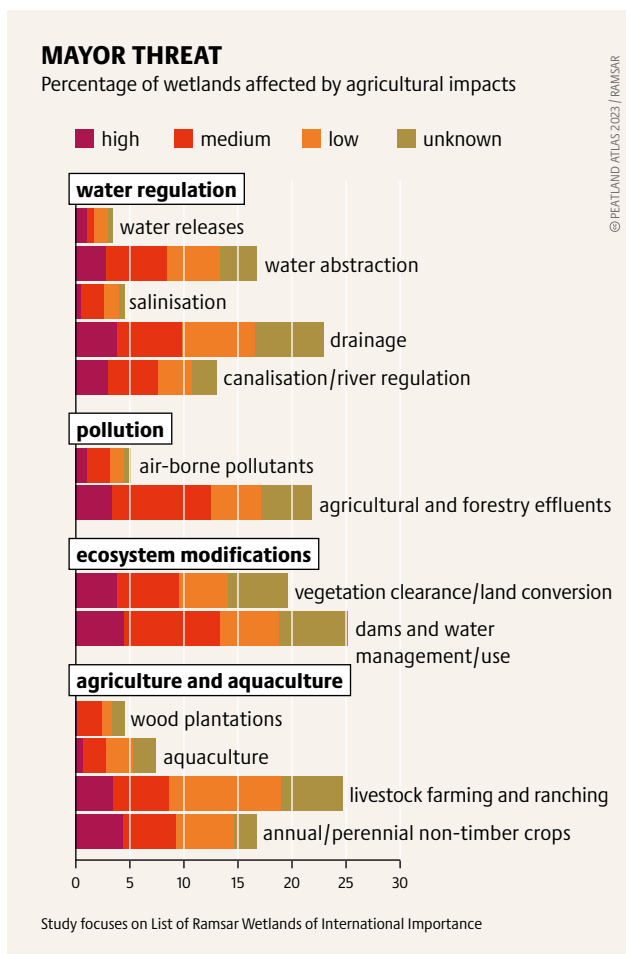 MAYOR THREAT
Percentage of wetlands affected by agricultural impacts
high medium low unknown
water regulation
water releases
water abstraction
salinisation
drainage
canalisation/river regulation
pollution
air-borne pollutants
agricultural and forestry effluents
ecosystem modifications
vegetation clearance/land conversion
dams and water
management/use
agriculture and aquaculture
wood plantations
aquaculture
livestock farming and ranching
annual/perennial non-timber crops
0 5 10 15 20 25 30
Study focuses on List of Ramsar Wetlands of International Importance
PEATLAND ATLAS 2023 / RAMSAR